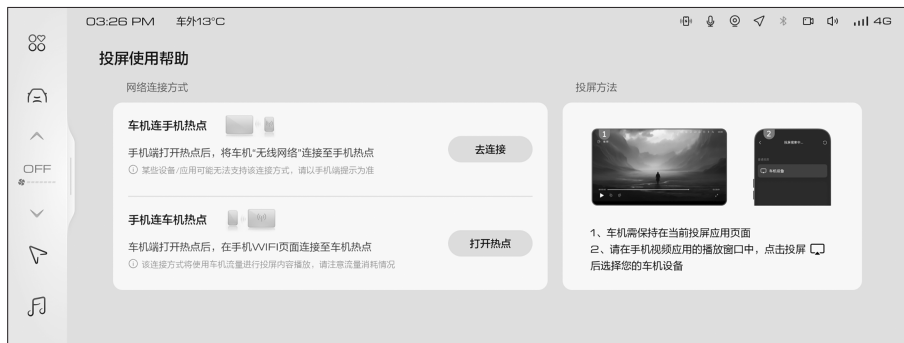 03:26 PM 车外13°C
4G
投屏使用帮助
网络连接方式
投屏方法
车机连手机热点
手机端打开热点后，将车机"无线网络"连接至手机热点
去连接
某些设备/应用可能无法支持该连接方式，请以手机端提示为准
OFF
手机连车机热点
车机端打开热点后，在手机WIFI页面连接至车机热点
打开热点
该连接方式将使用车机流量进行投屏内容播放，请注意流量消耗情况
1
2
车机设备
1、车机需保持在当前投屏应用页面
2、请在手机视频应用的播放窗口中，点击投屏
后选择您的车机设备